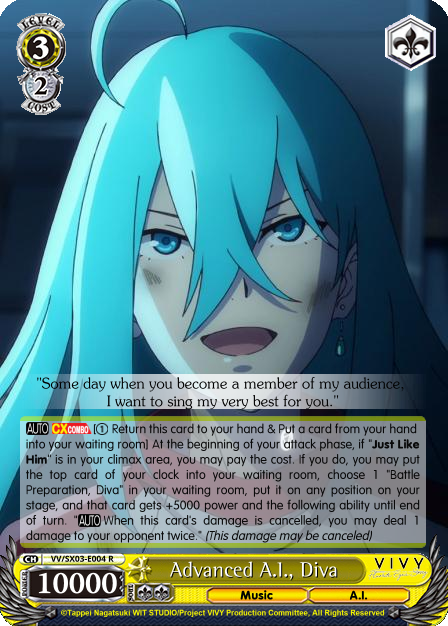 LEVEL
3
2
COST
"Some day when you become a member of my audience,
I want to sing my very best for you."
AUTO CXCOMBO [① Return this card to your hand & Put a card from your hand
into your waiting room] At the beginning of your attack phase, if "Just Like
Him" is in your climax area, you may pay the cost. If you do, you may put
the top card of your clock into your waiting room, choose 1 "Battle
Preparation, Diva" in your waiting room, put it on any position on your
stage, and that card gets +5000 power and the following ability until end
of turn. "AUTO When this card's damage is cancelled, you may deal 1
damage to your opponent twice." (This damage may be cancelled)
CH VV/SX03-E004 R
POWER 10000 SOUL Advanced A.I., Diva VIVY
Music A.I.
©Tappei Nagatsuki WIT STUDIO/Project VIVY Production Committee, All Rights Reserved